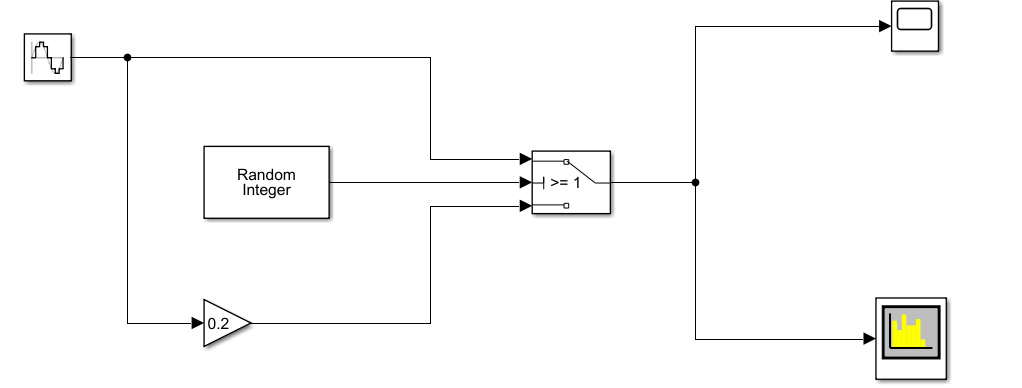 Random
Integer
>= 1
0.2